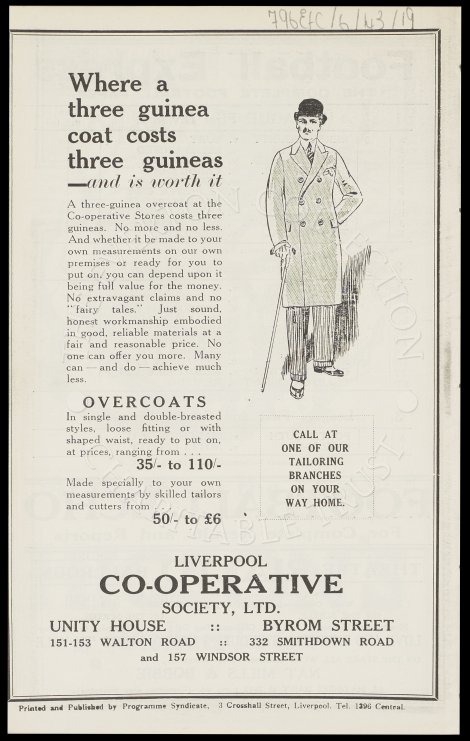 796EFC/6/43/19
Where a
three guinea
coat costs
three guineas
—and is worth it
A three-guinea overcoat at the
Co-operative Stores costs three
guineas. No more and no less.
And whether it be made to your
own measurements on our own
premises or ready for you to
put on, you can depend upon it
being full value for the money.
No extravagant claims and no
"fairy tales." Just sound,
honest workmanship embodied
in good, reliable materials at a
fair and reasonable price. No
one can offer you more. Many
can — and do — achieve much
less.
OVERCOATS
In single and double-breasted
styles, loose fitting or with
shaped waist, ready to put on,
at prices, ranging from . . .
35/- to 110/-
Made specially to your own
measurements by skilled tailors
and cutters from . . .
50/- to £6
CALL AT
ONE OF OUR
TAILORING
BRANCHES
ON YOUR
WAY HOME.
LIVERPOOL
CO-OPERATIVE
SOCIETY, LTD.
UNITY HOUSE :: BYROM STREET
151-153 WALTON ROAD :: 332 SMITHDOWN ROAD
and 157 WINDSOR STREET
Printed and Published by Programme Syndicate, 3 Crosshall Street, Liverpool. Tel. 1396 Central.